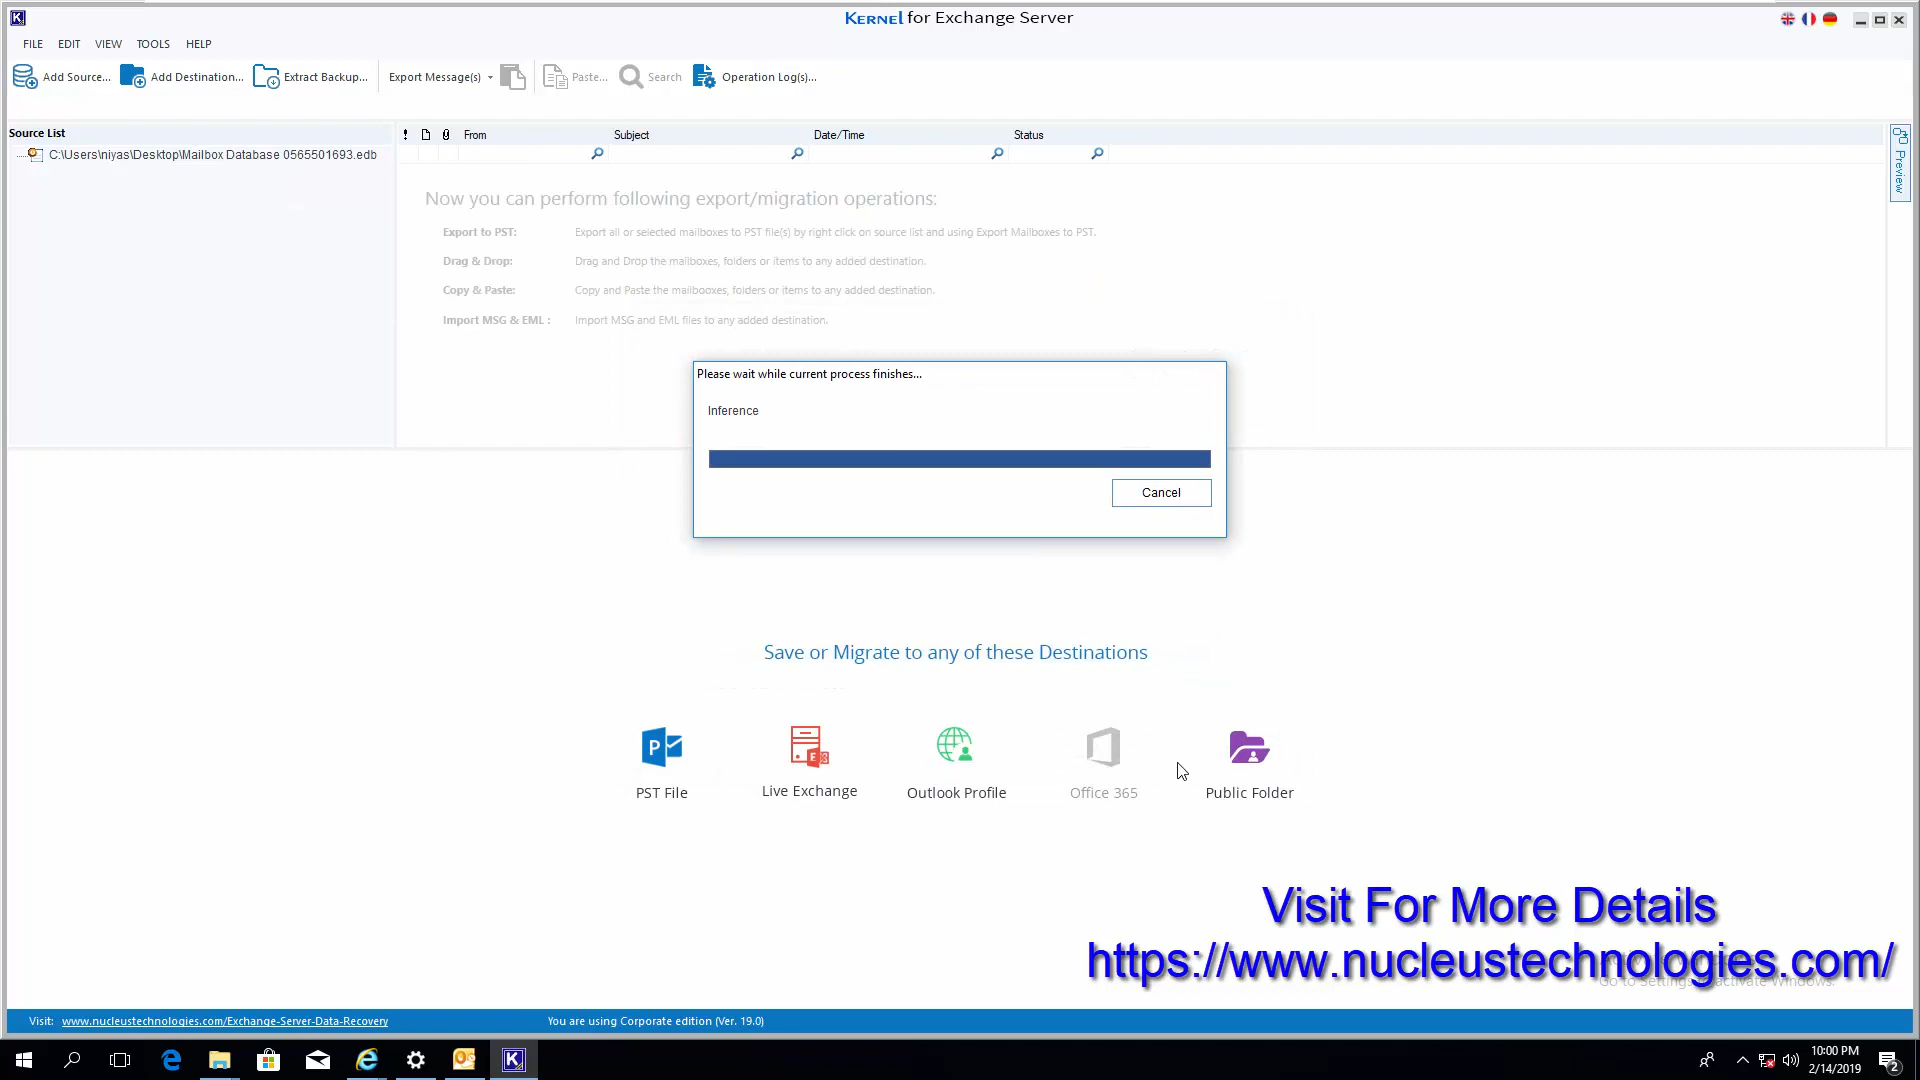 KERNEL for Exchange Server
FILE EDIT VIEW TOOLS HELP
Add Source... Add Destination... Extract Backup... Export Message(s) Paste... Search Operation Log(s)...
Source List
C:\Users\niyas\Desktop\Mailbox Database 0565501693.edb
! From Subject Date/Time Status
Preview
Now you can perform following export/migration operations:
Export to PST: Export all or selected mailboxes to PST file(s) by right click on source list and using Export Mailboxes to PST.
Drag & Drop: Drag and Drop the mailboxes, folders or items to any added destination.
Copy & Paste: Copy and Paste the mailbooxes, folders or items to any added destination.
Import MSG & EML : Import MSG and EML files to any added destination.
Please wait while current process finishes...
Inference
Cancel
Save or Migrate to any of these Destinations
PST File Live Exchange Outlook Profile Office 365 Public Folder
Visit For More Details
https://www.nucleustechnologies.com/
Visit: www.nucleustechnologies.com/Exchange-Server-Data-Recovery You are using Corporate edition (Ver. 19.0)
10:00 PM
2/14/2019
2